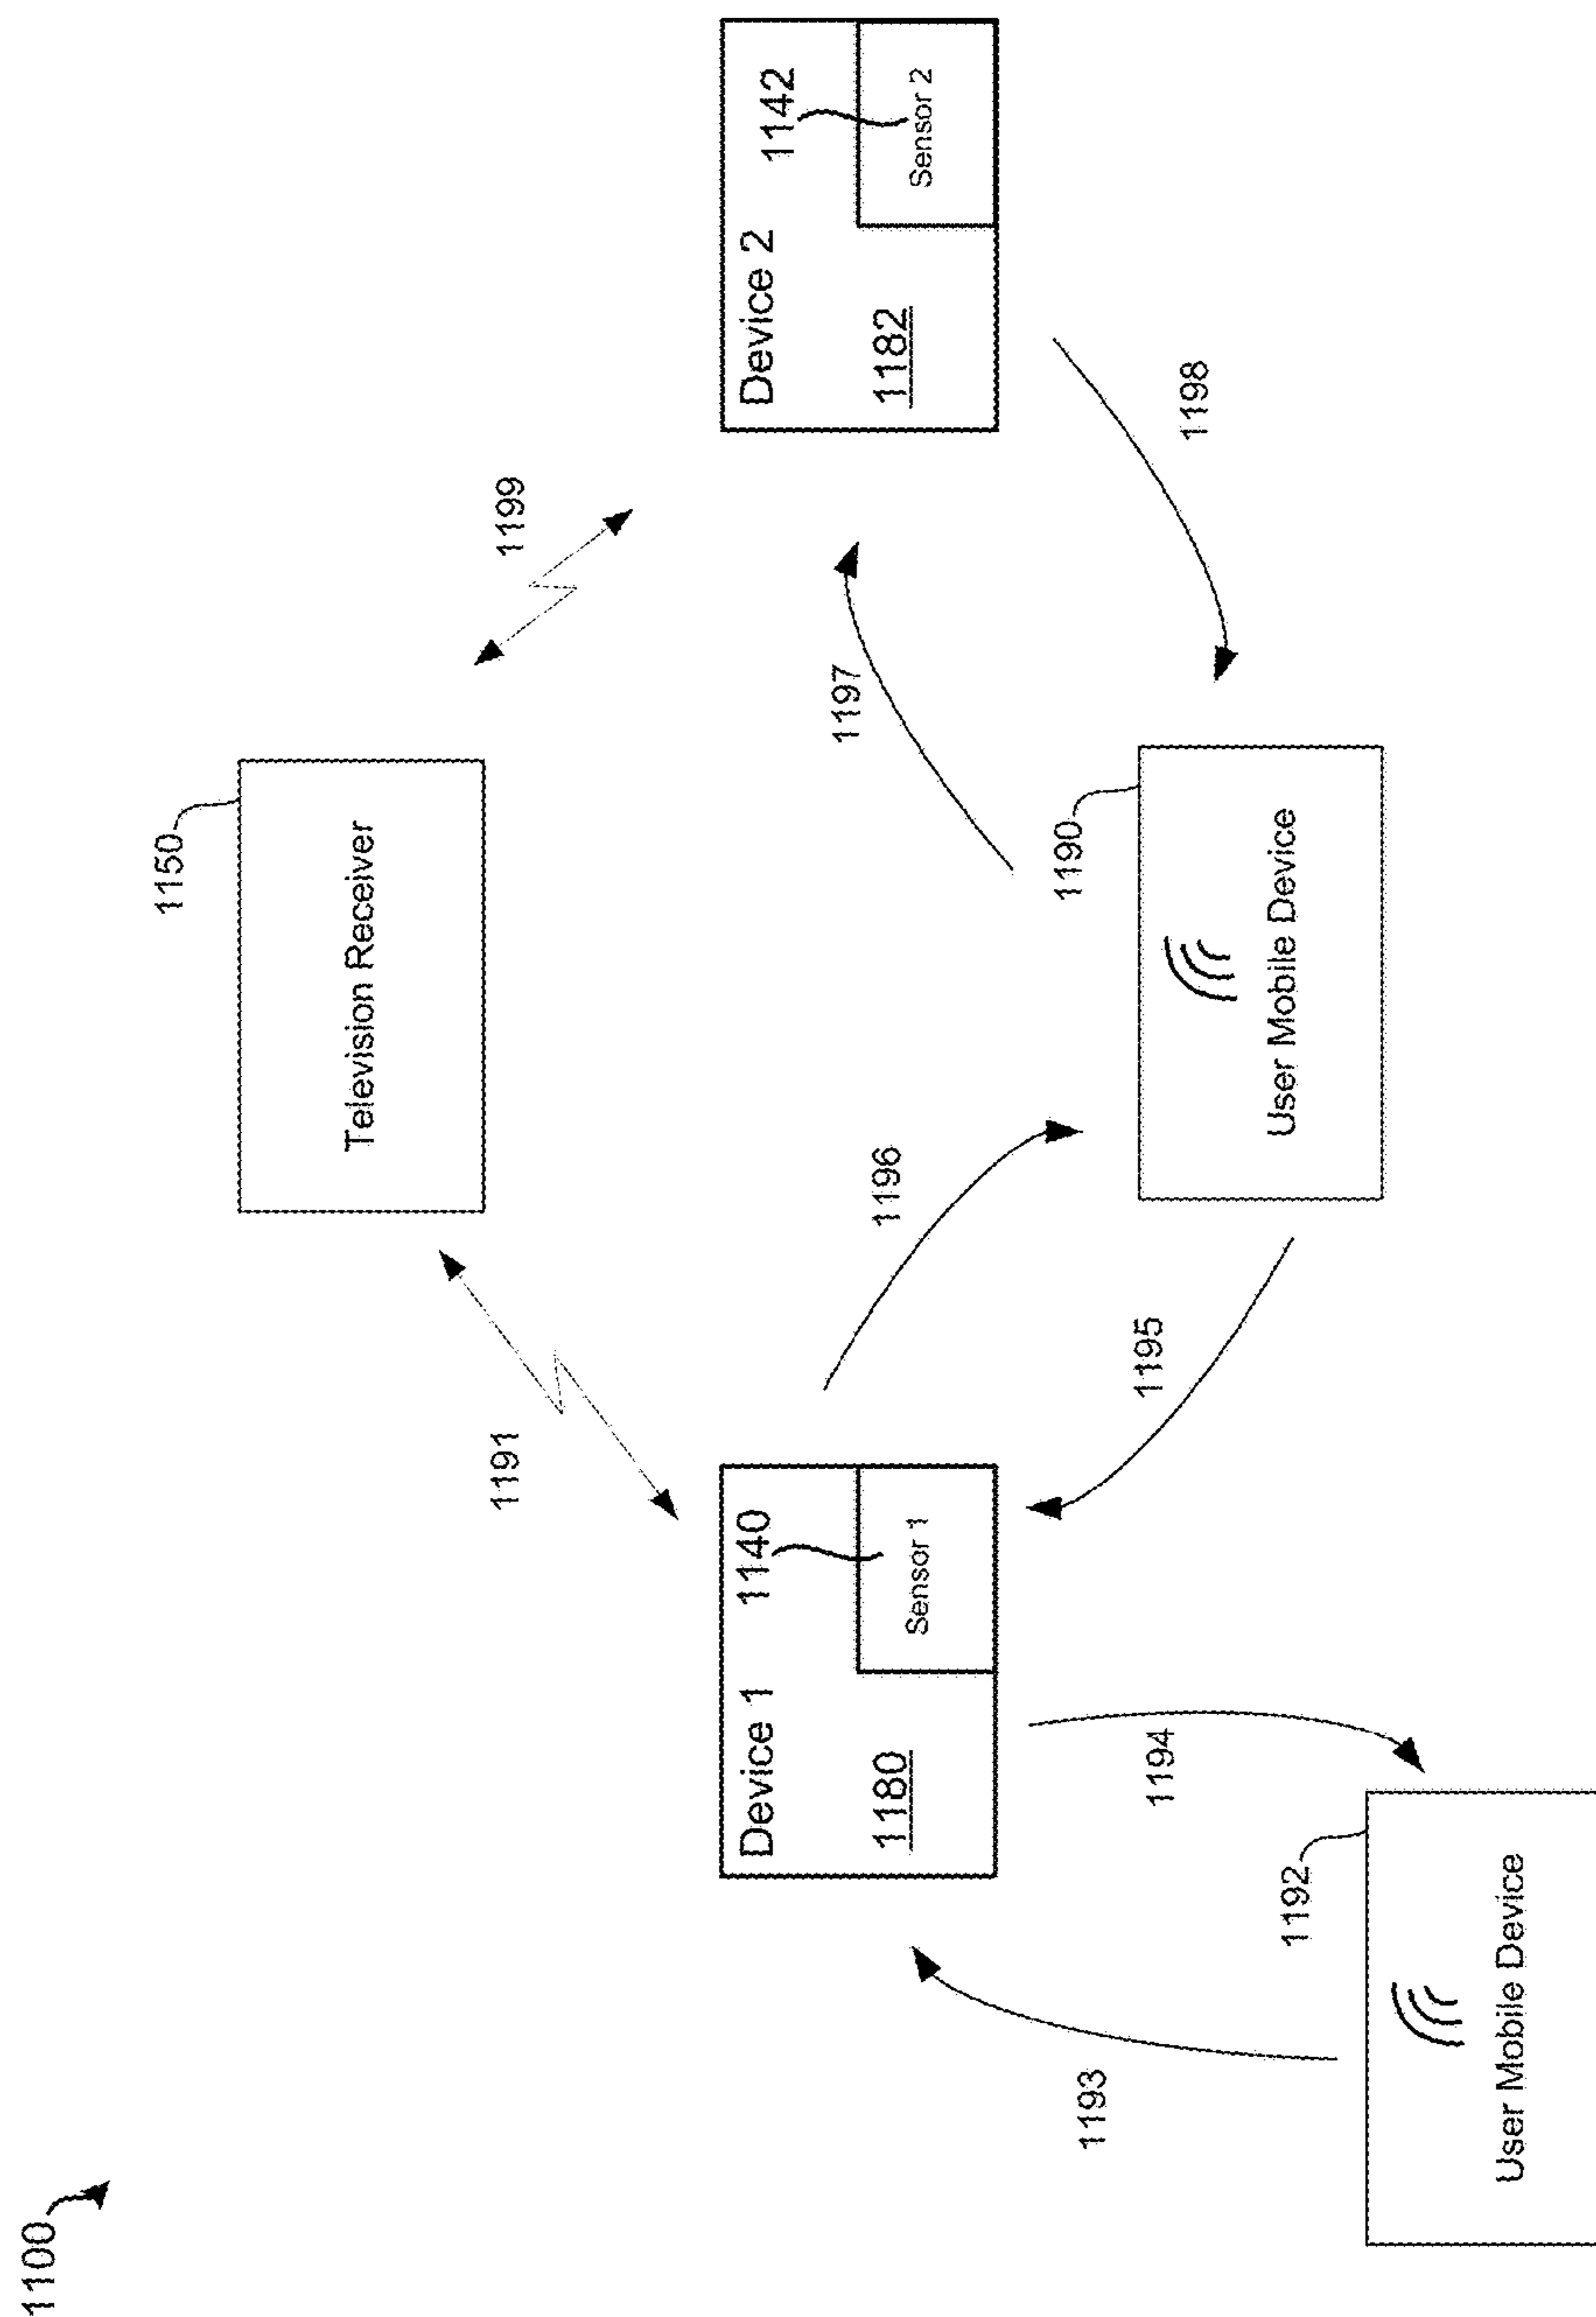 1100
1150
Television Receiver
1191
1199
Device 1
1140
1180
Sensor 1
Device 2
1142
1182
Sensor 2
1196
1197
1195
1198
1190
User Mobile Device
1193
1194
1192
User Mobile Device